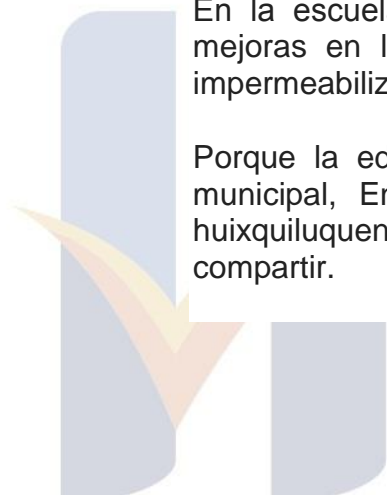 En la escuel
mejoras en l
impermeabiliz
Porque la ed
municipal, En
huixquiluquen
compartir.